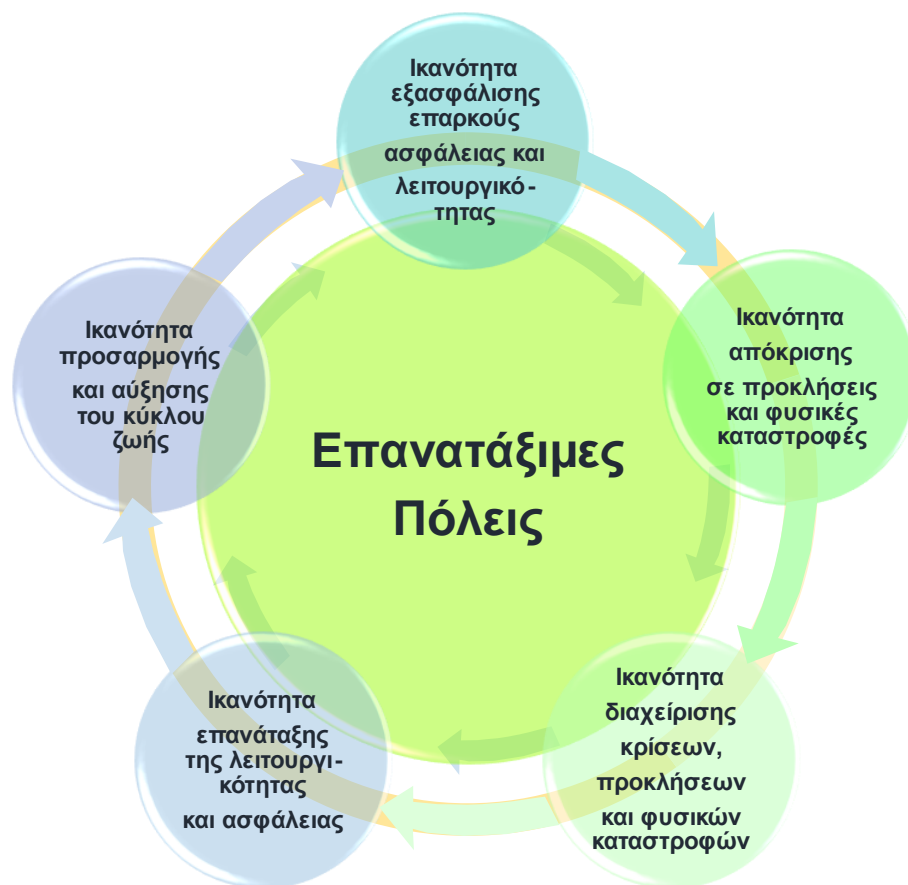 Ικανότητα
εξασφάλισης
επαρκούς
ασφάλειας και
λειτουργικό-
τητας
Ικανότητα
απόκρισης
σε προκλήσεις
και φυσικές
καταστροφές
Ικανότητα
διαχείρισης
κρίσεων,
προκλήσεων
και φυσικών
καταστροφών
Ικανότητα
επανάταξης
της λειτουργι-
κότητας
και ασφάλειας
Ικανότητα
προσαρμογής
και αύξησης
του κύκλου
ζωής
Επανατάξιμες
Πόλεις